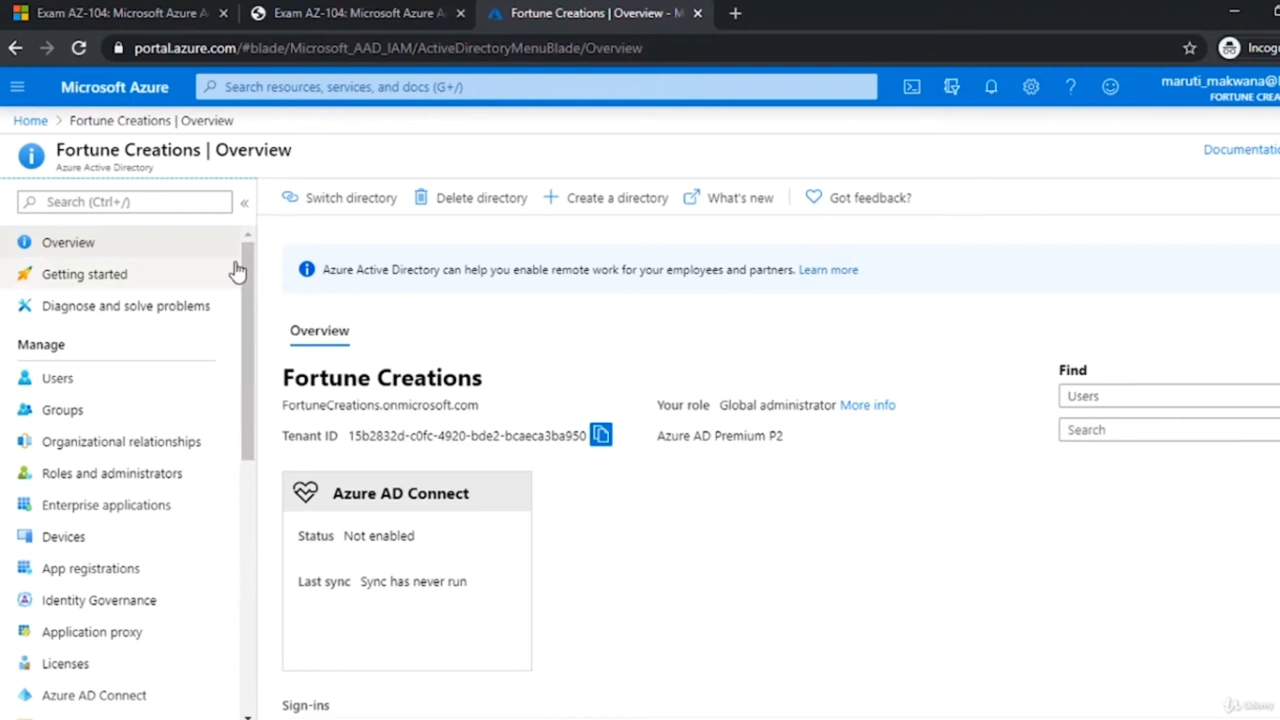 Exam AZ-104: Microsoft Azure A
Exam AZ-104: Microsoft Azure A
Fortune Creations | Overview - M
portal.azure.com/#blade/Microsoft_AAD_IAM/ActiveDirectoryMenuBlade/Overview
Incog
Microsoft Azure
Search resources, services, and docs (G+/)
maruti_makwana@
FORTUNE CREA
Home > Fortune Creations | Overview
Fortune Creations | Overview
Azure Active Directory
Documentatio
Search (Ctrl+/)
«
Switch directory
Delete directory
Create a directory
What's new
Got feedback?
Overview
Getting started
Diagnose and solve problems
Manage
Users
Groups
Organizational relationships
Roles and administrators
Enterprise applications
Devices
App registrations
Identity Governance
Application proxy
Licenses
Azure AD Connect
Azure Active Directory can help you enable remote work for your employees and partners. Learn more
Overview
Fortune Creations
FortuneCreations.onmicrosoft.com
Tenant ID 15b2832d-c0fc-4920-bde2-bcaeca3ba950
Your role Global administrator More info
Azure AD Premium P2
Find
Users
Search
Azure AD Connect
Status Not enabled
Last sync Sync has never run
Sign-ins
Udemy